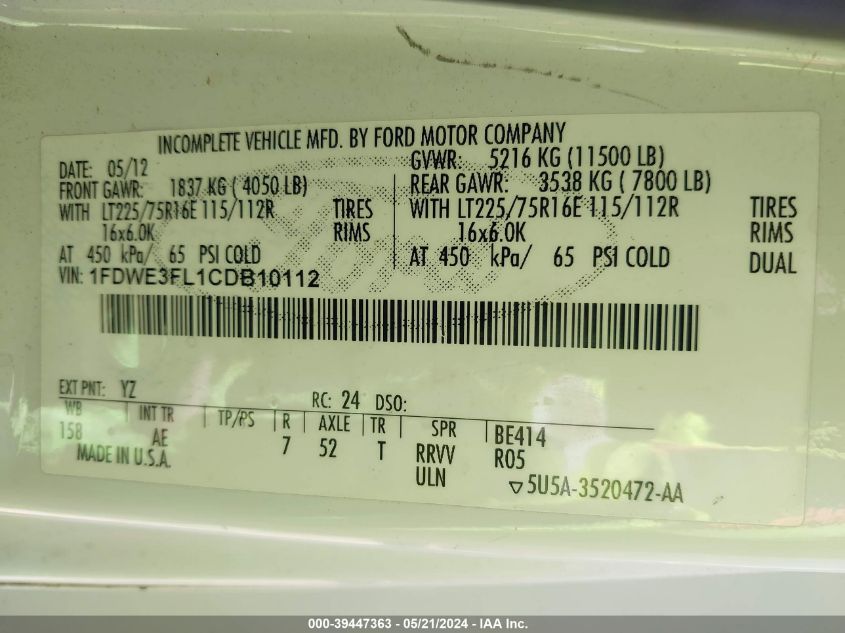 INCOMPLETE VEHICLE MFD. BY FORD MOTOR COMPANY
DATE: 05/12 GVWR: 5216 KG (11500 LB)
FRONT GAWR: 1837 KG ( 4050 LB) REAR GAWR: 3538 KG ( 7800 LB)
WITH LT225/75R16E 115/112R TIRES WITH LT225/75R16E 115/112R TIRES
16x6.0K RIMS 16x6.0K RIMS
AT 450 kPa/ 65 PSI COLD AT 450 kPa/ 65 PSI COLD DUAL
VIN: 1FDWE3FL1CDB10112
EXT PNT: YZ RC: 24 DSO:
WB INT TR TP/PS R AXLE TR SPR BE414
158 AE 7 52 T RRVV R05
MADE IN U.S.A. ULN 5U5A-3520472-AA
000-39447363 - 05/21/2024 - IAA Inc.